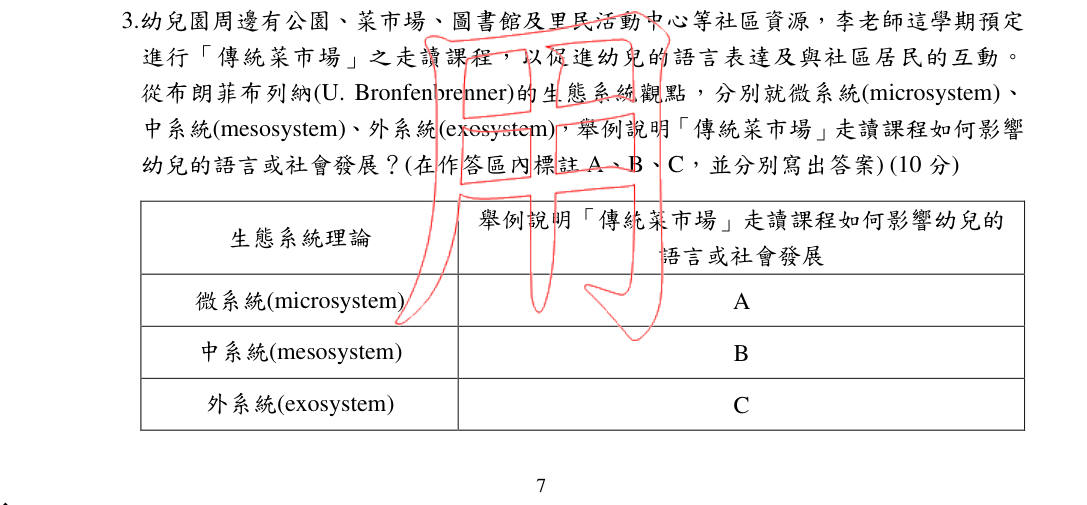 3.幼兒園周邊有公園、菜市場、圖書館及里民活動中心等社區資源，李老師這學期預定
進行「傳統菜市場」之走讀課程，以促進幼兒的語言表達及與社區居民的互動。
從布朗菲布列納(U. Bronfenbrenner)的生態系統觀點，分別就微系統(microsystem)、
中系統(mesosystem)、外系統(exosystem)，舉例說明「傳統菜市場」走讀課程如何影響
幼兒的語言或社會發展？(在作答區內標註 A、B、C，並分別寫出答案) (10 分)
生態系統理論
舉例說明「傳統菜市場」走讀課程如何影響幼兒的
語言或社會發展
微系統(microsystem)
A
中系統(mesosystem)
B
外系統(exosystem)
C
用
7